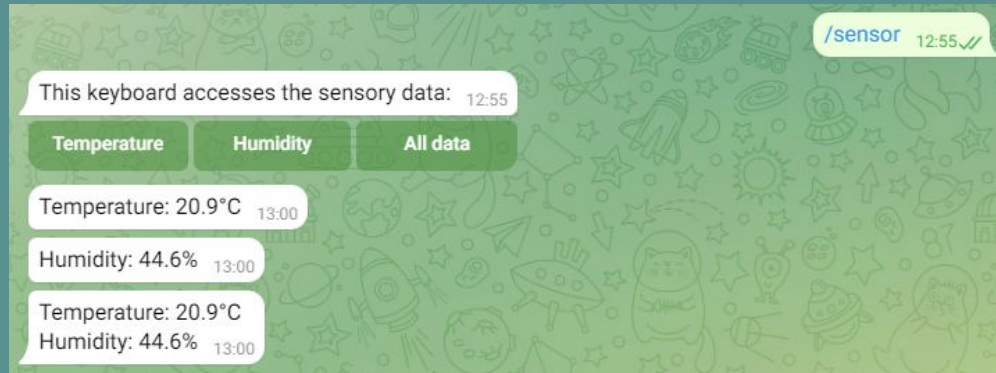 /sensor 12:55
This keyboard accesses the sensory data: 12:55
Temperature Humidity All data
Temperature: 20.9°C 13:00
Humidity: 44.6% 13:00
Temperature: 20.9°C
Humidity: 44.6% 13:00